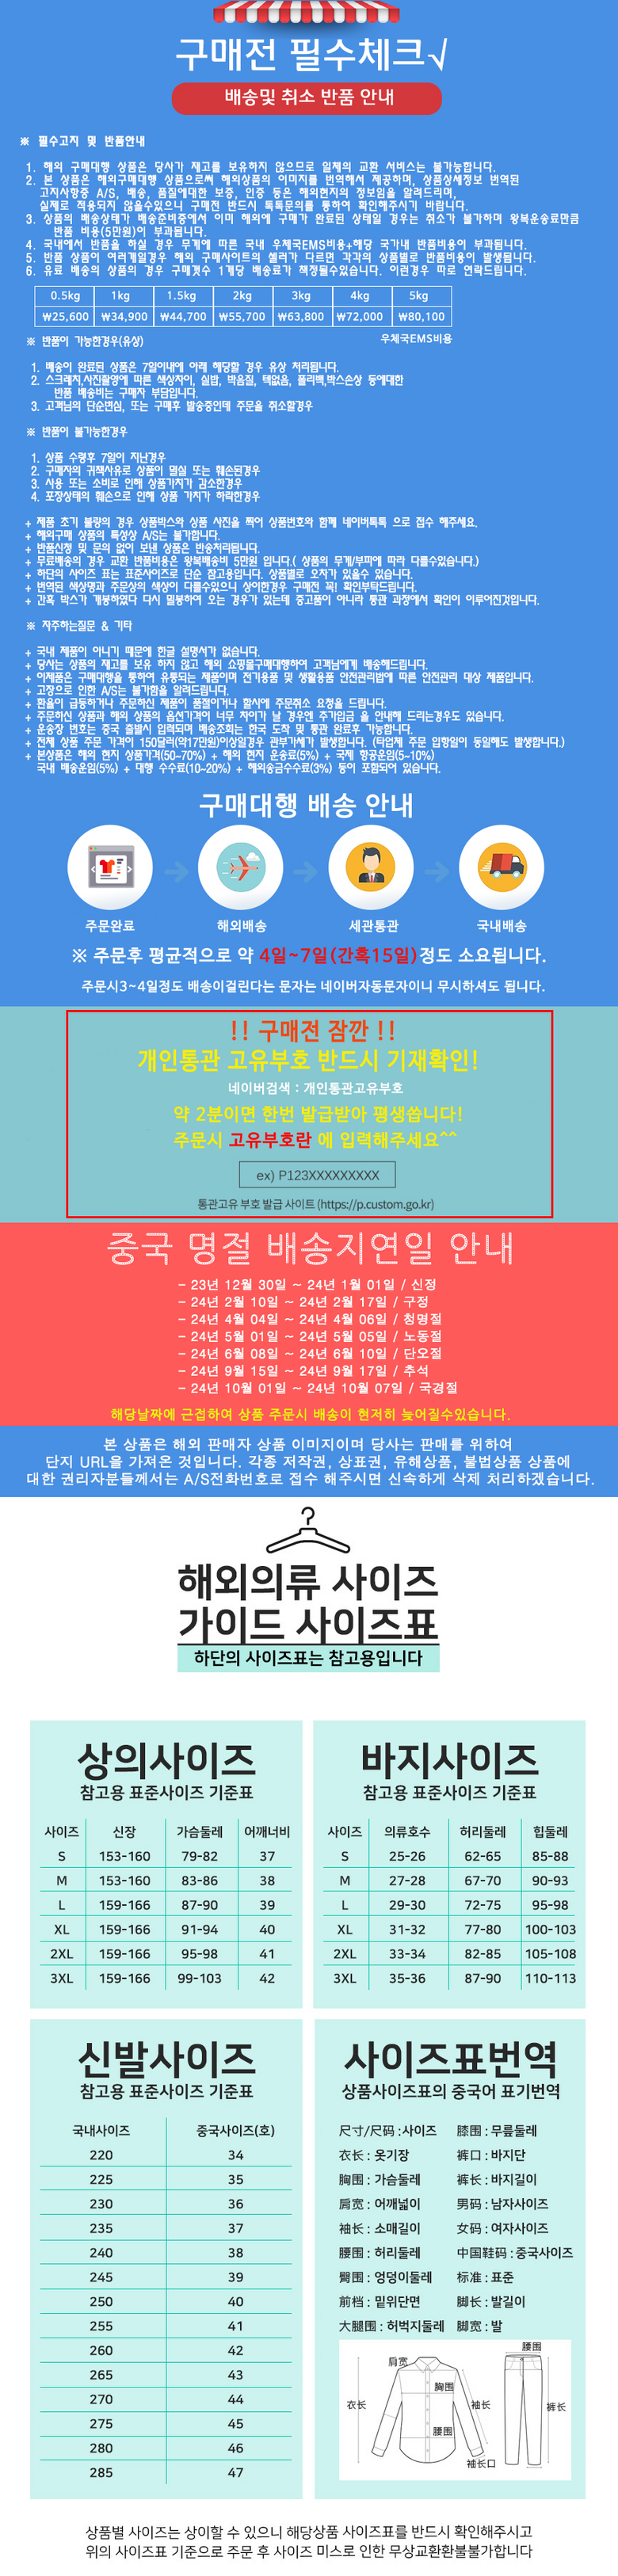 구매전 필수체크√
배송및 취소 반품 안내
※ 필수고지 및 반품안내
1. 해외 구매대행 상품은 당사가 재고를 보유하지 않으므로 일체의 교환 서비스는 불가능합니다.
2. 본 상품은 해외구매대행 상품으로써 해외상품의 이미지를 번역해서 제공하며, 상품상세정보 번역된
고지사항중 A/S, 배송, 품질에대한 보증, 인증 등은 해외현지의 정보임을 알려드리며,
실제로 적용되지 않을수있으니 구매전 반드시 톡톡문의를 통하여 확인해주시기 바랍니다.
3. 상품의 배송상태가 배송준비중에서 이미 해외에 구매가 완료된 상태일 경우는 취소가 불가하며 왕복운송료만큼
반품 비용(5만원)이 부과됩니다.
4. 국내에서 반품을 하실 경우 무게에 따른 국내 우체국EMS비용+해당 국가내 반품비용이 부과됩니다.
5. 반품 상품이 여러개일경우 해외 구매사이트의 셀러가 다르면 각각의 상품별로 반품비용이 발생됩니다.
6. 유료 배송의 상품의 경우 구매갯수 1개당 배송료가 책정될수있습니다. 이런경우 따로 연락드립니다.
0.5kg 1kg 1.5kg 2kg 3kg 4kg 5kg
₩25,600 ₩34,900 ₩44,700 ₩55,700 ₩63,800 ₩72,000 ₩80,100
※ 반품이 가능한경우(유상) 우체국EMS비용
1. 배송이 완료된 상품은 7일이내에 아래 해당할 경우 유상 처리됩니다.
2. 스크래치,사진촬영에 따른 색상차이, 실밥, 박음질, 텍없음, 폴리백,박스손상 등에대한
반품 배송비는 구매자 부담입니다.
3. 고객님의 단순변심, 또는 구매후 발송중인데 주문을 취소할경우
※ 반품이 불가능한경우
1. 상품 수령후 7일이 지난경우
2. 구매자의 귀책사유로 상품이 멸실 또는 훼손된경우
3. 사용 또는 소비로 인해 상품가치가 감소한경우
4. 포장상태의 훼손으로 인해 상품 가치가 하락한경우
+ 제품 초기 불량의 경우 상품박스와 상품 사진을 찍어 상품번호와 함께 네이버톡톡 으로 접수 해주세요.
+ 해외구매 상품의 특성상 A/S는 불가합니다.
+ 반품신청 및 문의 없이 보낸 상품은 반송처리됩니다.
+ 무료배송의 경우 교환 반품비용은 왕복배송비 5만원 입니다.( 상품의 무게/부피에 따라 다를수있습니다.)
+ 하단의 사이즈 표는 표준사이즈로 단순 참고용입니다. 상품별로 오차가 있을수 있습니다.
+ 번역된 색상명과 주문상의 색상이 다를수있으니 상이한경우 구매전 꼭! 확인부탁드립니다.
+ 간혹 박스가 개봉하였다 다시 밀봉하여 오는 경우가 있는데 중고품이 아니라 통관 과정에서 확인이 이루어진것입니다.
※ 자주하는질문 & 기타
+ 국내 제품이 아니기 때문에 한글 설명서가 없습니다.
+ 당사는 상품의 재고를 보유 하지 않고 해외 쇼핑몰구매대행하여 고객님에게 배송해드립니다.
+ 이제품은 구매대행을 통하여 유통되는 제품이며 전기용품 및 생활용품 안전관리법에 따른 안전관리 대상 제품입니다.
+ 고장으로 인한 A/S는 불가함을 알려드립니다.
+ 환율이 급등하거나 주문하신 제품이 품절이거나 할시에 주문취소 요청을 드립니다.
+ 주문하신 상품과 해외 상품의 옵션가격이 너무 차이가 날 경우엔 추가입금 을 안내해 드리는경우도 있습니다.
+ 운송장 번호는 중국 출발시 입력되며 배송조회는 한국 도착 및 통관 완료후 가능합니다.
+ 전체 상품 주문 가격이 150달러(약17만원)이상일경우 관부가세가 발생합니다. (타업체 주문 입항일이 동일해도 발생합니다.)
+ 본상품은 해외 현지 상품가격(50~70%) + 해외 현지 운송료(5%) + 국제 항공운임(5~10%)
국내 배송운임(5%) + 대행 수수료(10~20%) + 해외송금수수료(3%) 등이 포함되어 있습니다.
구매대행 배송 안내
주문완료 해외배송 세관통관 국내배송
※ 주문후 평균적으로 약 4일~7일(간혹15일)정도 소요됩니다.
주문시3~4일정도 배송이걸린다는 문자는 네이버자동문자이니 무시하셔도 됩니다.
!! 구매전 잠깐 !!
개인통관 고유부호 반드시 기재확인!
네이버검색 : 개인통관고유부호
약 2분이면 한번 발급받아 평생씁니다!
주문시 고유부호란 에 입력해주세요^^
ex) P123XXXXXXXXX
통관고유 부호 발급 사이트 (https://p.custom.go.kr)
중국 명절 배송지연일 안내
- 23년 12월 30일 ~ 24년 1월 01일 / 신정
- 24년 2월 10일 ~ 24년 2월 17일 / 구정
- 24년 4월 04일 ~ 24년 4월 06일 / 청명절
- 24년 5월 01일 ~ 24년 5월 05일 / 노동절
- 24년 6월 08일 ~ 24년 6월 10일 / 단오절
- 24년 9월 15일 ~ 24년 9월 17일 / 추석
- 24년 10월 01일 ~ 24년 10월 07일 / 국경절
해당날짜에 근접하여 상품 주문시 배송이 현저히 늦어질수있습니다.
본 상품은 해외 판매자 상품 이미지이며 당사는 판매를 위하여
단지 URL을 가져온 것입니다. 각종 저작권, 상표권, 유해상품, 불법상품 상품에
대한 권리자분들께서는 A/S전화번호로 접수 해주시면 신속하게 삭제 처리하겠습니다.
해외의류 사이즈
가이드 사이즈표
하단의 사이즈표는 참고용입니다
상의사이즈
참고용 표준사이즈 기준표
사이즈 신장 가슴둘레 어깨너비
S 153-160 79-82 37
M 153-160 83-86 38
L 159-166 87-90 39
XL 159-166 91-94 40
2XL 159-166 95-98 41
3XL 159-166 99-103 42
바지사이즈
참고용 표준사이즈 기준표
사이즈 의류호수 허리둘레 힙둘레
S 25-26 62-65 85-88
M 27-28 67-70 90-93
L 29-30 72-75 95-98
XL 31-32 77-80 100-103
2XL 33-34 82-85 105-108
3XL 35-36 87-90 110-113
신발사이즈
참고용 표준사이즈 기준표
국내사이즈 중국사이즈(호)
220 34
225 35
230 36
235 37
240 38
245 39
250 40
255 41
260 42
265 43
270 44
275 45
280 46
285 47
사이즈표번역
상품사이즈표의 중국어 표기번역
尺寸/尺码 :사이즈 膝围 : 무릎둘레
衣长 : 옷기장 裤口 : 바지단
胸围 : 가슴둘레 裤长 : 바지길이
肩宽 : 어깨넓이 男码 : 남자사이즈
袖长 : 소매길이 女码 : 여자사이즈
腰围 : 허리둘레 中国鞋码 : 중국사이즈
臀围 : 엉덩이둘레 标准 : 표준
前档 : 밑위단면 脚长 : 발길이
大腿围 : 허벅지둘레 脚宽 : 발
腰围
肩宽
胸围
衣长 袖长 裤长
腰围
袖长口
상품별 사이즈는 상이할 수 있으니 해당상품 사이즈표를 반드시 확인해주시고
위의 사이즈표 기준으로 주문 후 사이즈 미스로 인한 무상교환환불불가합니다